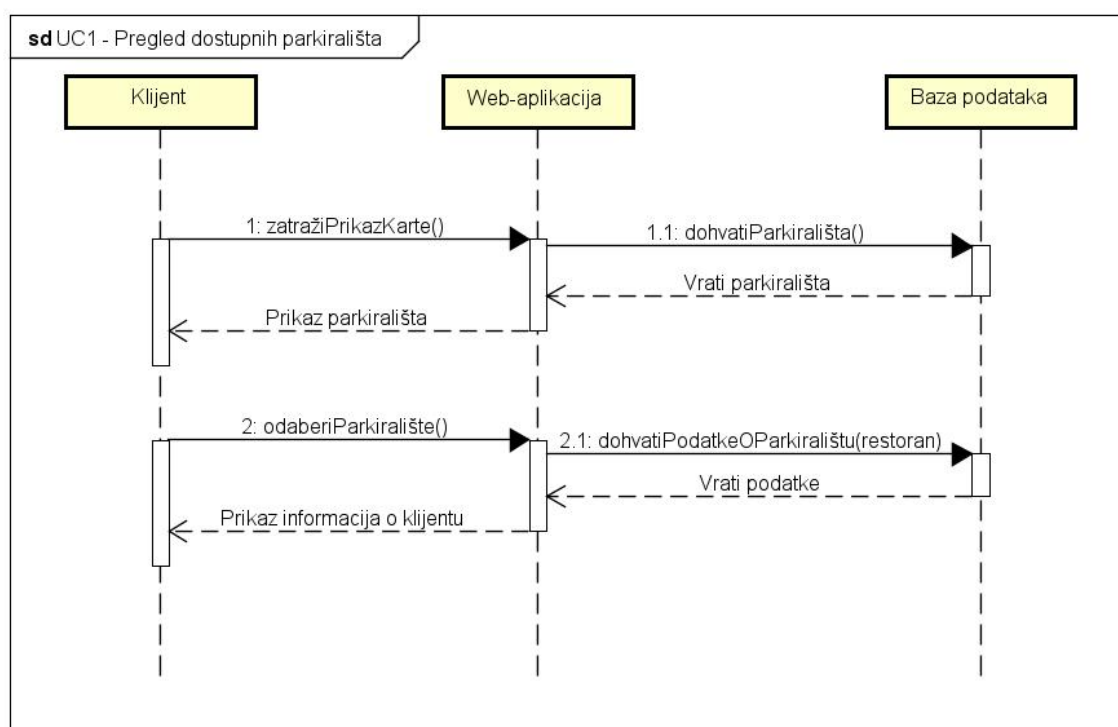 sd UC1 - Pregled dostupnih parkirališta
Klijent
Web-aplikacija
Baza podataka
1: zatražiPrikazKarte()
1.1: dohvatiParkirališta()
Vrati parkirališta
Prikaz parkirališta
2: odaberiParkiralište()
2.1: dohvatiPodatkeOParkiralištu(restoran)
Vrati podatke
Prikaz informacija o klijentu